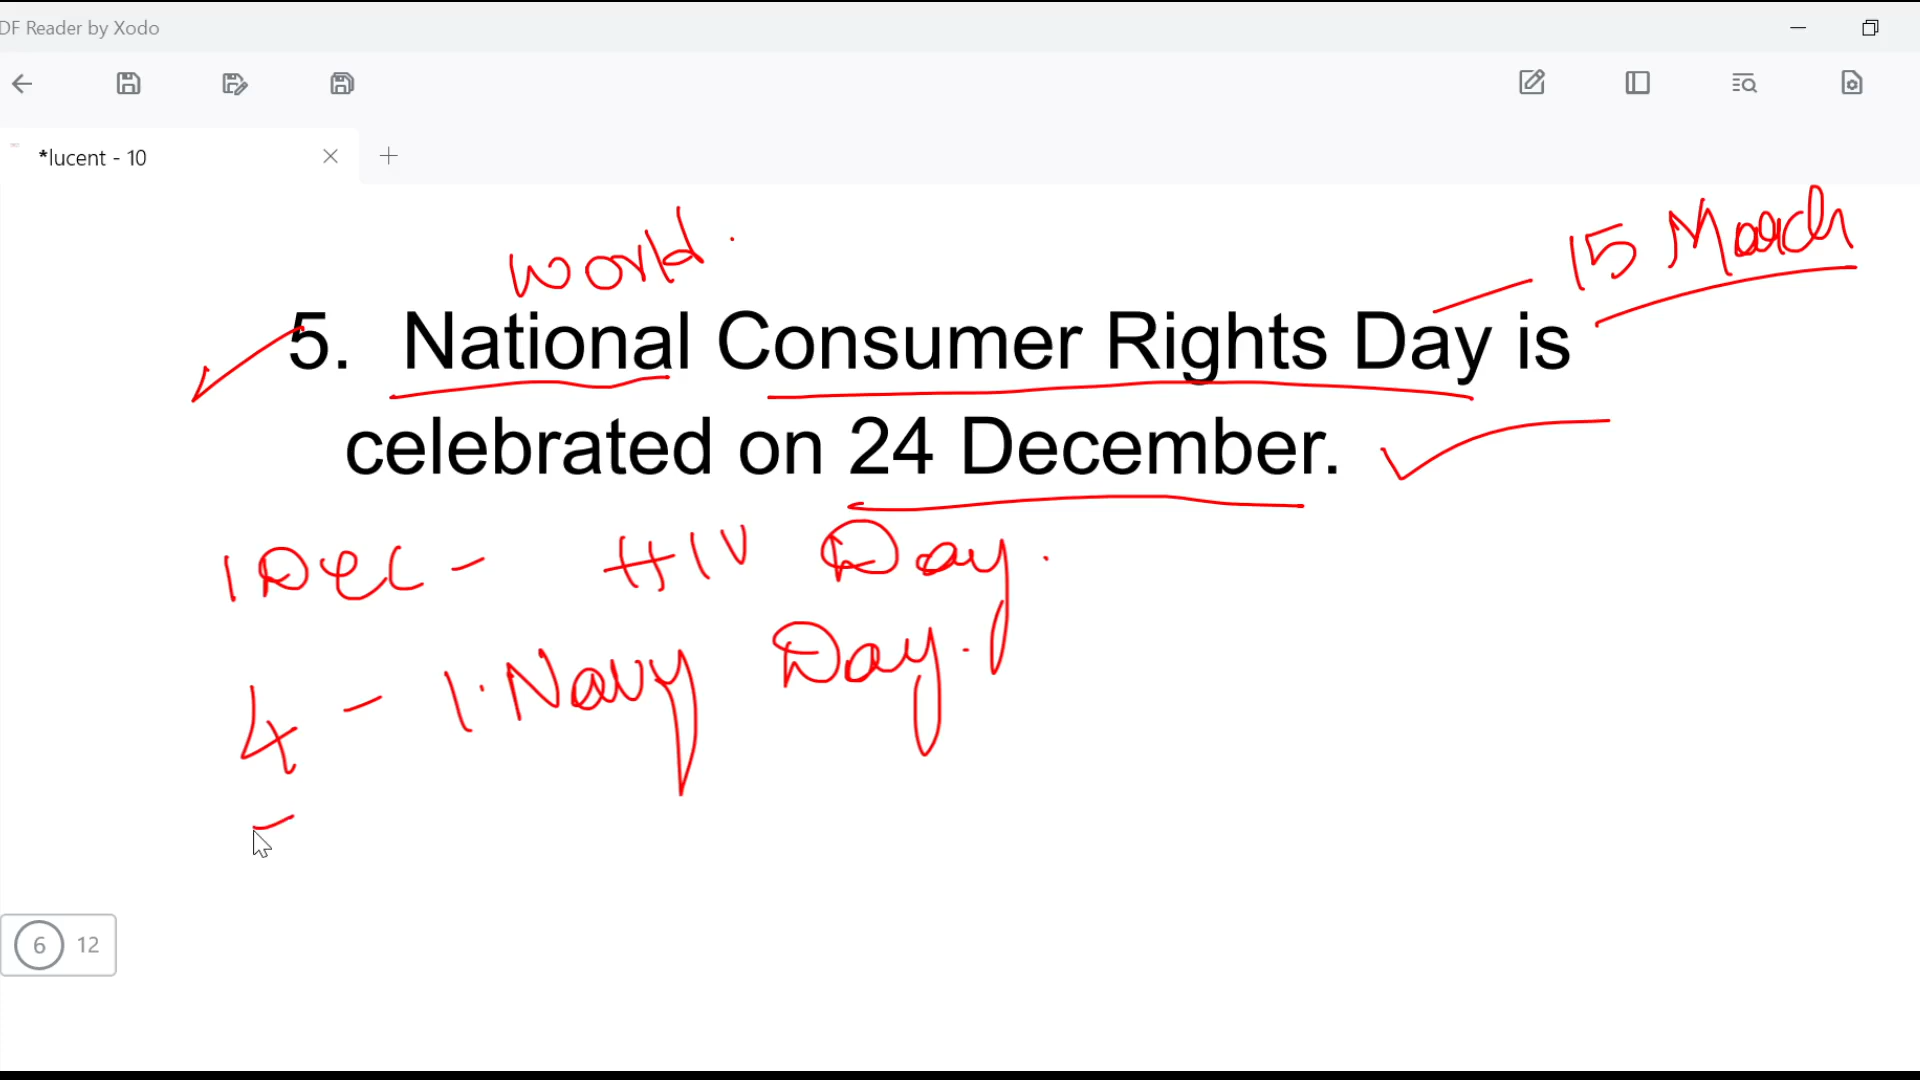 DF Reader by Xodo
*lucent - 10
World.
15 March
5. National Consumer Rights Day is
celebrated on 24 December.
1 Dec - HIV Day.
4 - I. Navy Day.
6 12